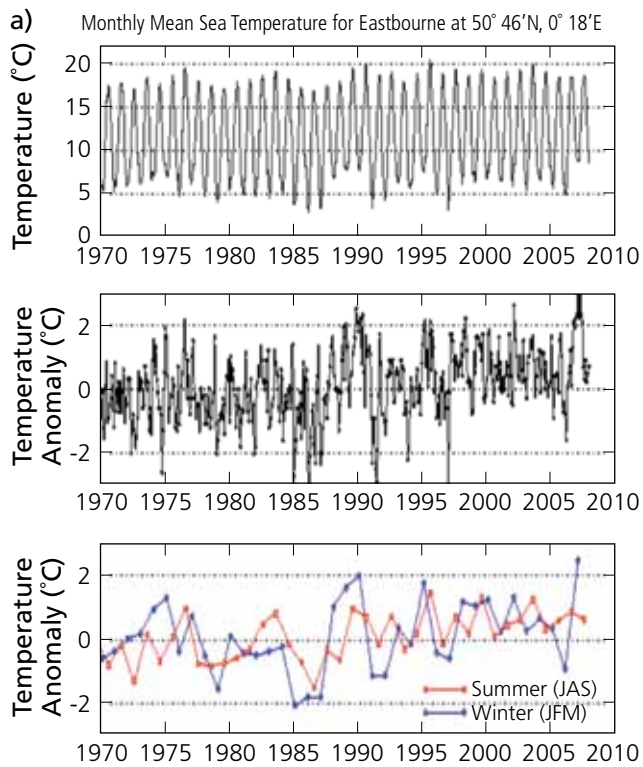 a) Monthly Mean Sea Temperature for Eastbourne at 50° 46’N, 0° 18’E
Temperature (°C)
20
15
10
5
0
1970 1975 1980 1985 1990 1995 2000 2005 2010
Temperature
Anomaly (°C)
2
0
-2
1970 1975 1980 1985 1990 1995 2000 2005 2010
Temperature
Anomaly (°C)
2
0
-2
Summer (JAS)
Winter (JFM)
1970 1975 1980 1985 1990 1995 2000 2005 2010